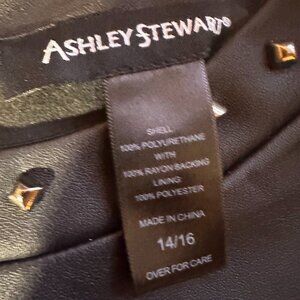 ASHLEY STEWART®
SHELL
100% POLYURETHANE
WITH
100% RAYON BACKING
LINING
100% POLYESTER
MADE IN CHINA
14/16
OVER FOR CARE